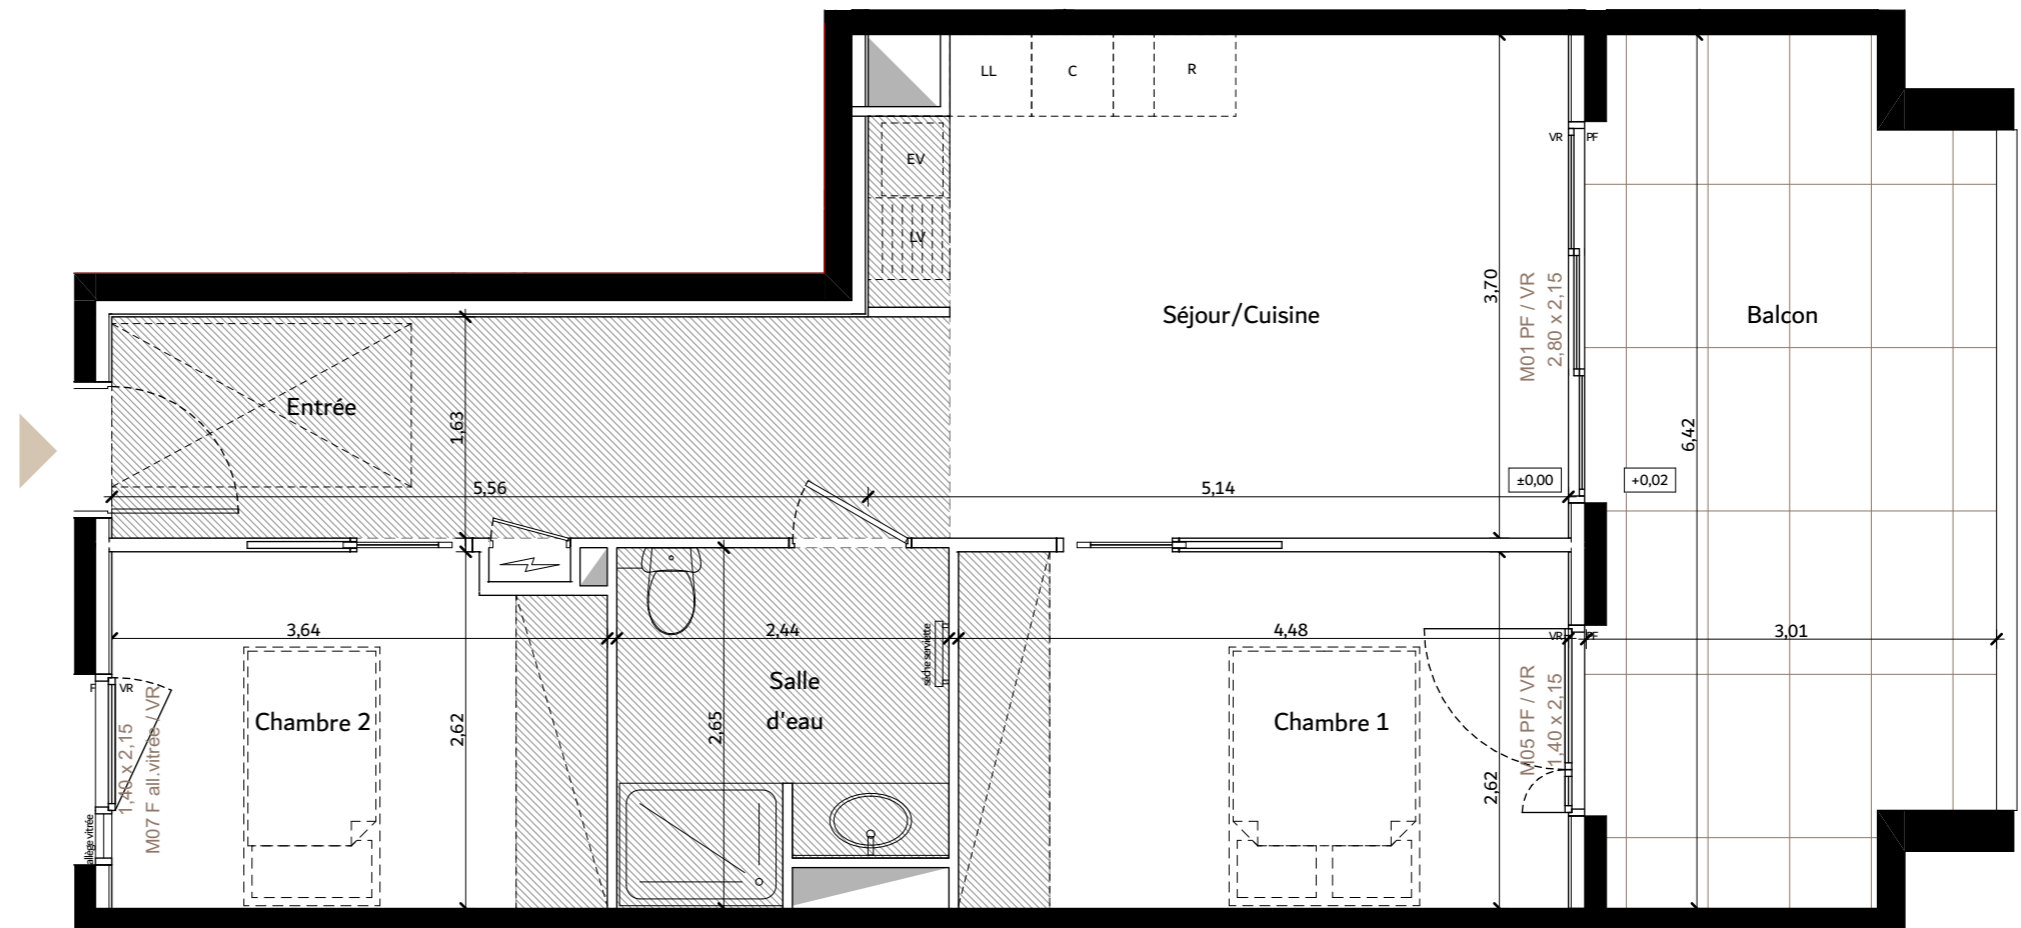 LL
C
R
EV
LV
VR
PF
Séjour/Cuisine
Balcon
3,70
M01 PF / VR
2,80 x 2,15
Entrée
1,63
6,42
5,56
5,14
±0,00
+0,02
3,64
2,44
sèche serviette
4,48
VR
PF
3,01
F
VR
Chambre 2
1,40 x 2,15
M07 F all.vitrée / VR
allège vitrée
2,62
Salle
d'eau
2,65
Chambre 1
2,62
M05 PF / VR
1,40 x 2,15